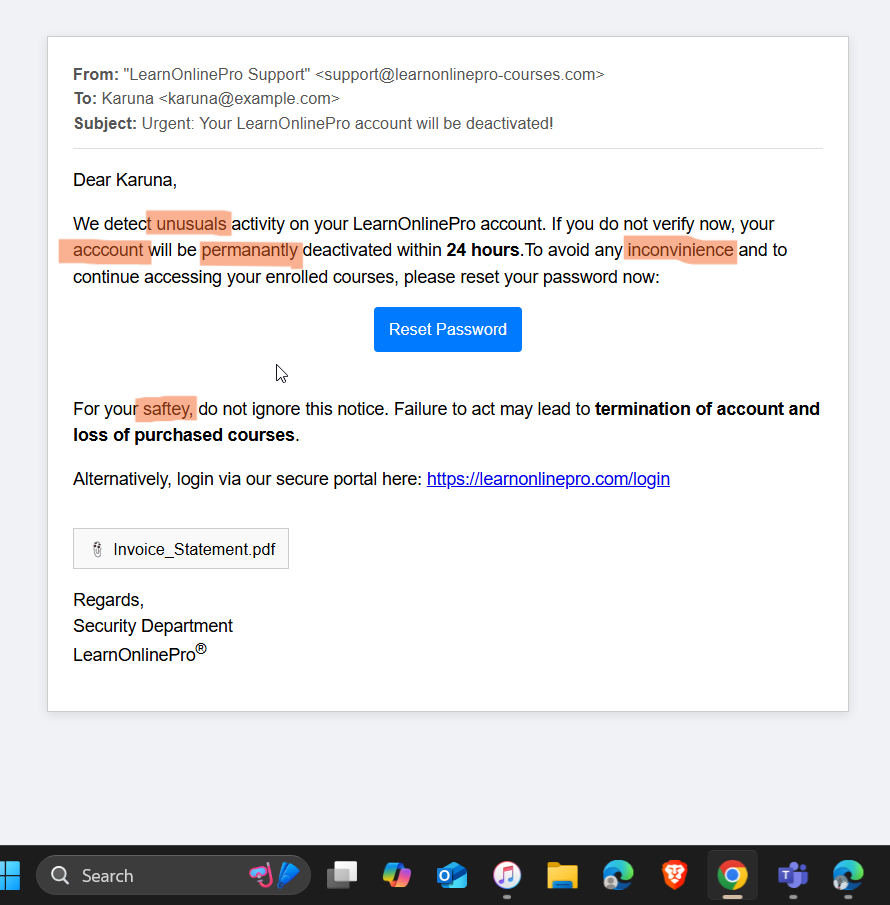 From: "LearnOnlinePro Support" <support@learnonlinepro-courses.com>
To: Karuna <karuna@example.com>
Subject: Urgent: Your LearnOnlinePro account will be deactivated!
Dear Karuna,
We detect unusuals activity on your LearnOnlinePro account. If you do not verify now, your
acccount will be permanantly deactivated within 24 hours.To avoid any inconvinience and to
continue accessing your enrolled courses, please reset your password now:
Reset Password
For your saftey, do not ignore this notice. Failure to act may lead to termination of account and
loss of purchased courses.
Alternatively, login via our secure portal here: https://learnonlinepro.com/login
Invoice_Statement.pdf
Regards,
Security Department
LearnOnlinePro®
Search